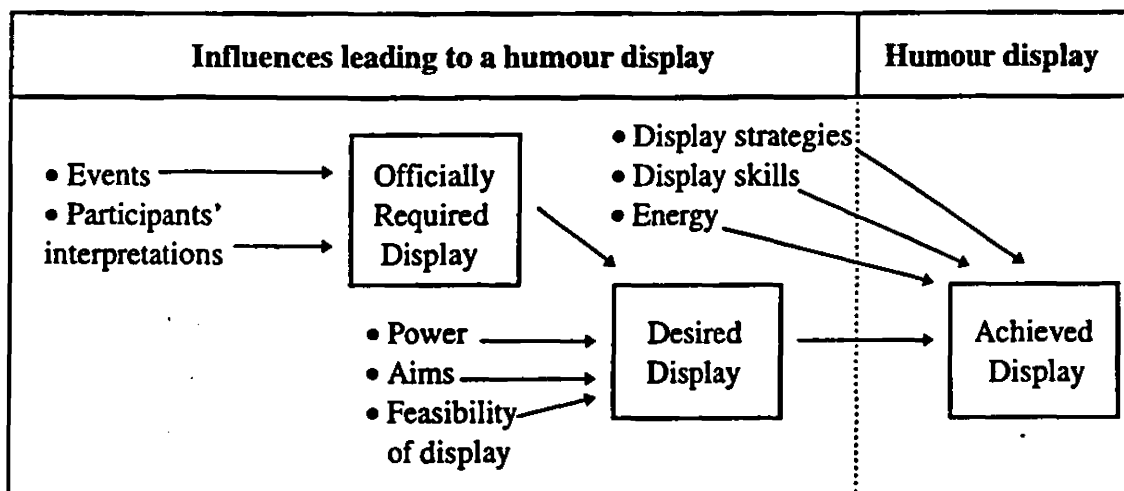 Influences leading to a humour display
Humour display
• Events
• Participants'
interpretations
Officially
Required
Display
• Display strategies
• Display skills
• Energy
• Power
• Aims
• Feasibility
of display
Desired
Display
Achieved
Display